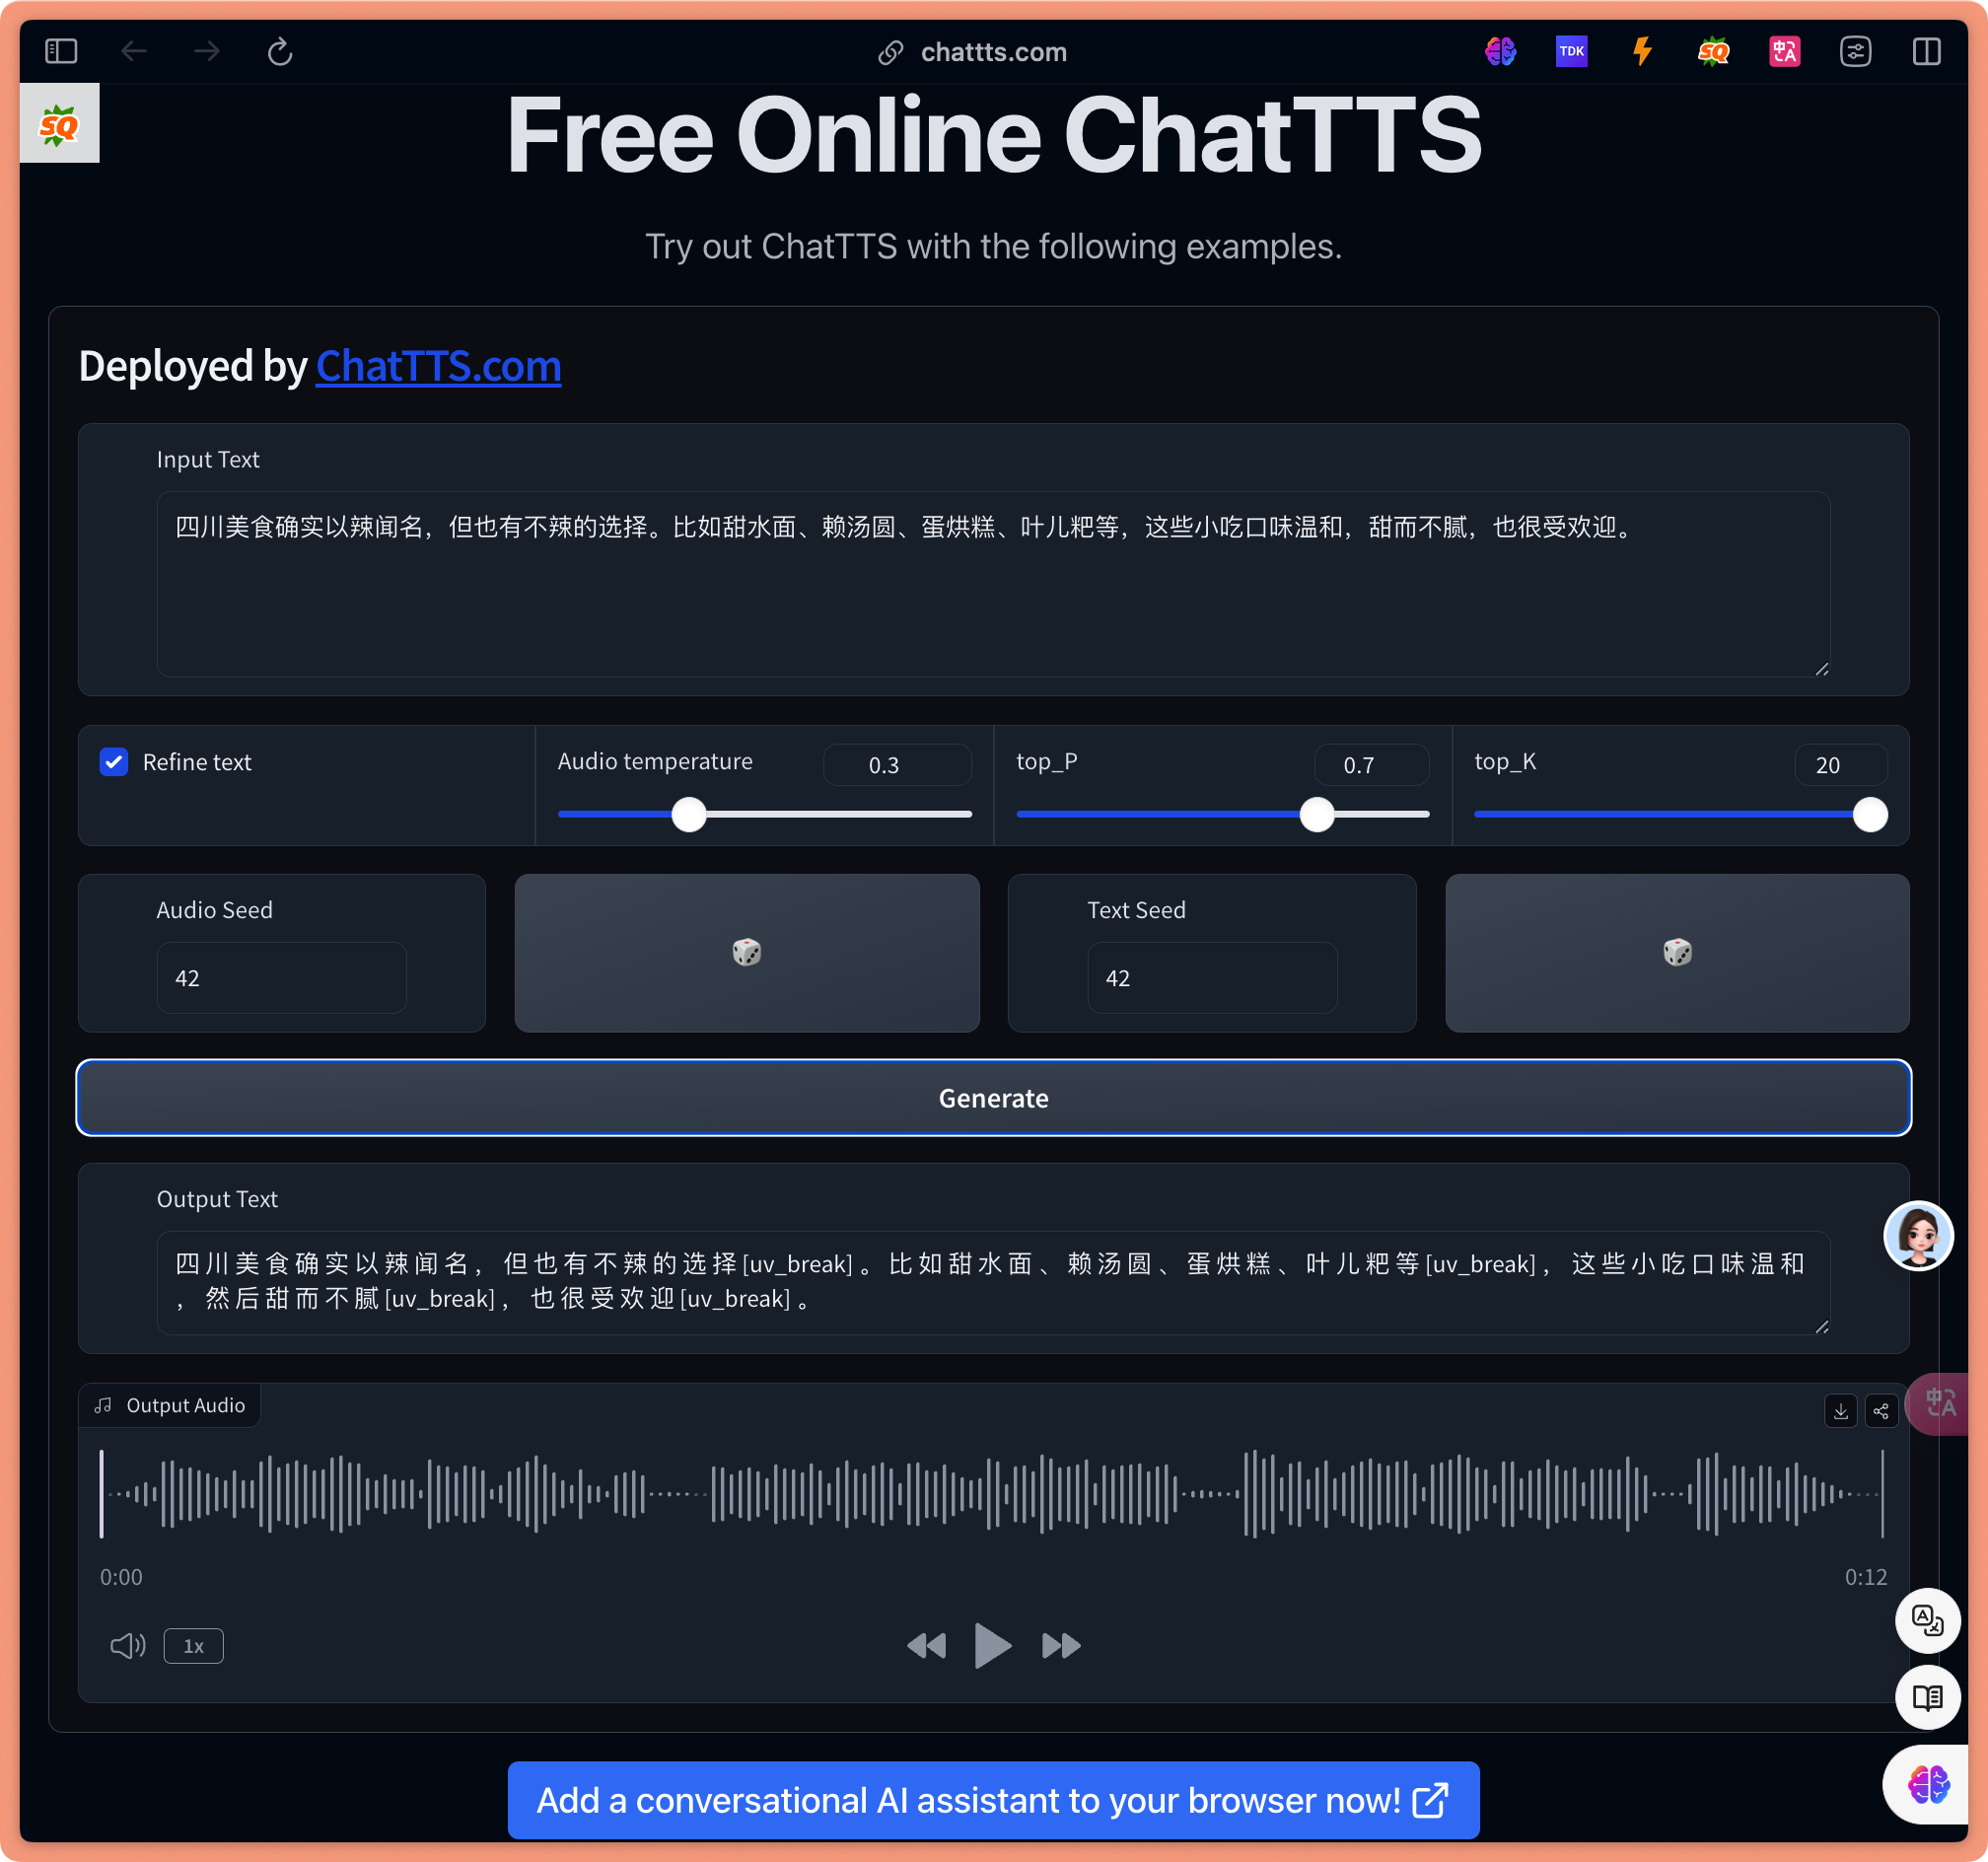 chattts.com
TDK
SQ
中A
SQ
Free Online ChatTTS
Try out ChatTTS with the following examples.
Deployed by ChatTTS.com
Input Text
四川美食确实以辣闻名，但也有不辣的选择。比如甜水面、赖汤圆、蛋烘糕、叶儿粑等，这些小吃口味温和，甜而不腻，也很受欢迎。
Refine text
Audio temperature
0.3
top_P
0.7
top_K
20
Audio Seed
42
Text Seed
42
Generate
Output Text
四 川 美 食 确 实 以 辣 闻 名 ，但 也 有 不 辣 的 选 择 [uv_break] 。比 如 甜 水 面 、赖 汤 圆 、蛋 烘 糕 、叶 儿 粑 等 [uv_break] ，这 些 小 吃 口 味 温 和
，然 后 甜 而 不 腻 [uv_break] ，也 很 受 欢 迎 [uv_break] 。
Output Audio
中A
0:00
0:12
1x
Add a conversational AI assistant to your browser now!